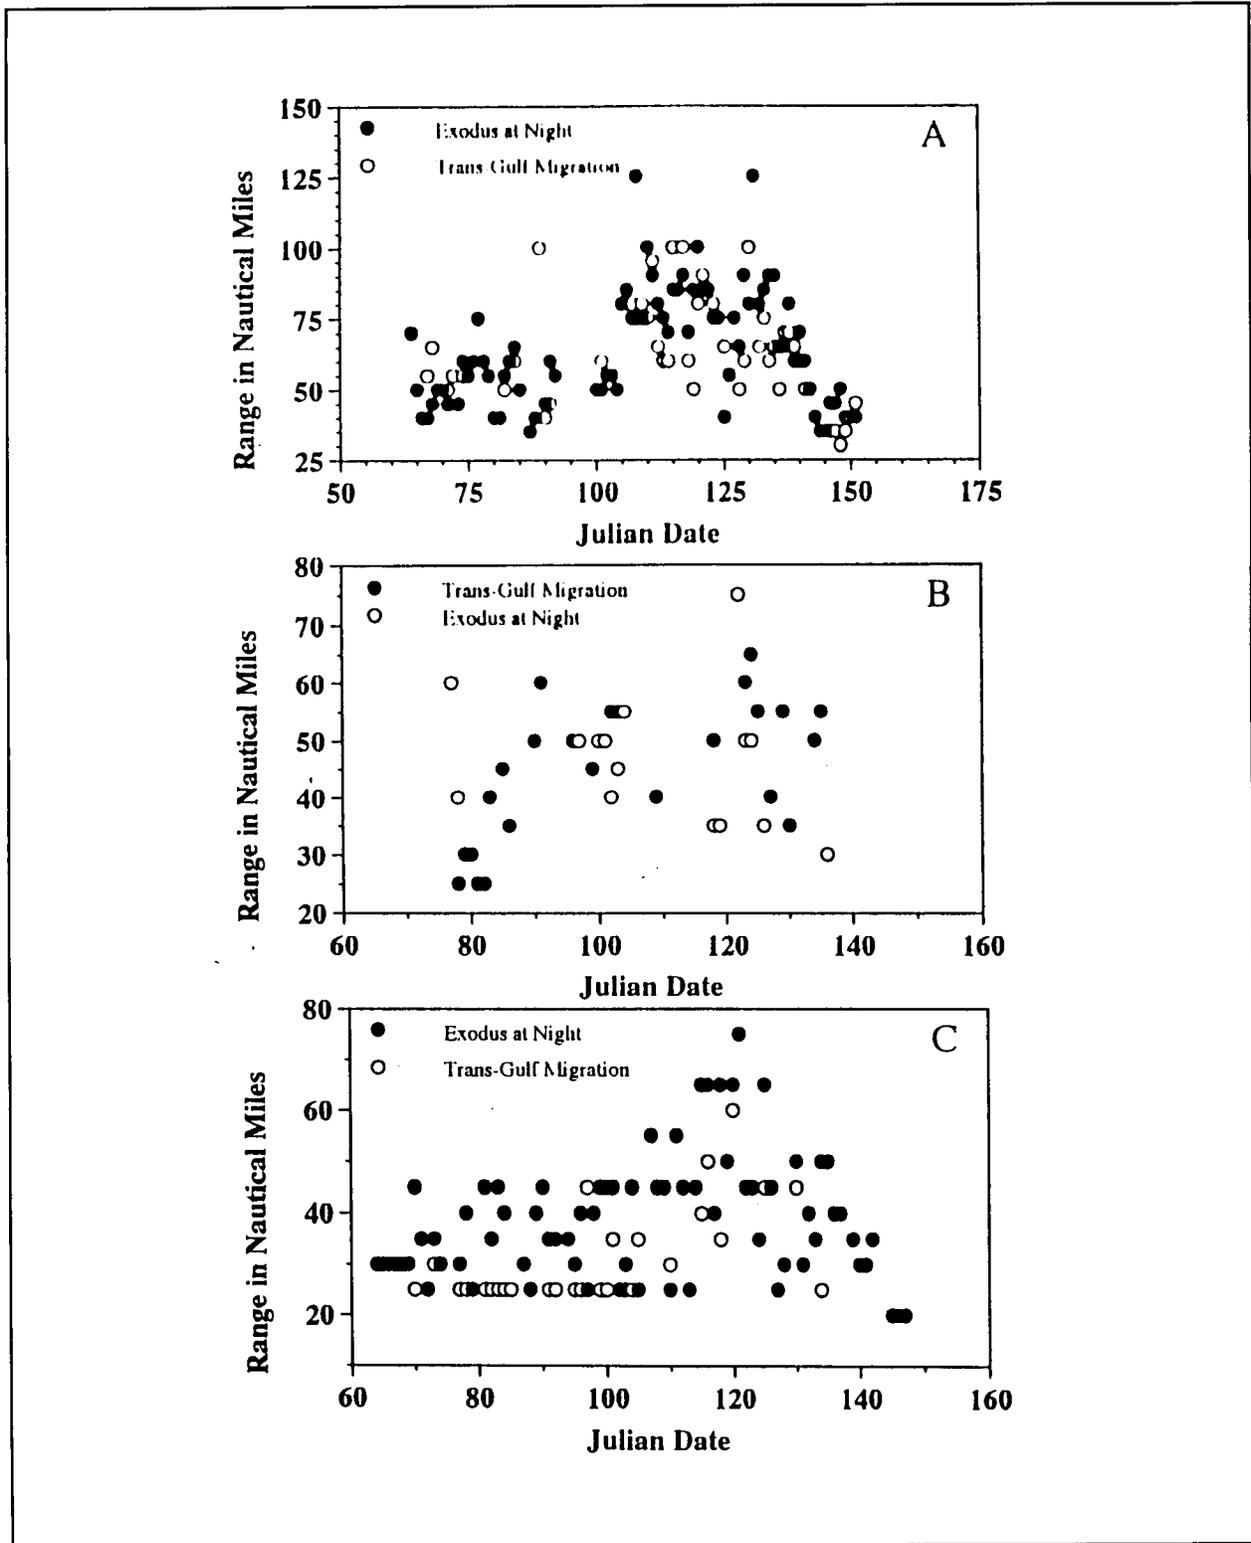 150
Exodus at Night
A
Trans-Gulf Migration
125
100
75
50
25
Range in Nautical Miles
50 75 100 125 150 175
Julian Date
80
Trans-Gulf Migration
B
Exodus at Night
70
60
50
40
30
20
Range in Nautical Miles
60 80 100 120 140 160
Julian Date
80
Exodus at Night
C
Trans-Gulf Migration
60
40
20
Range in Nautical Miles
60 80 100 120 140 160
Julian Date